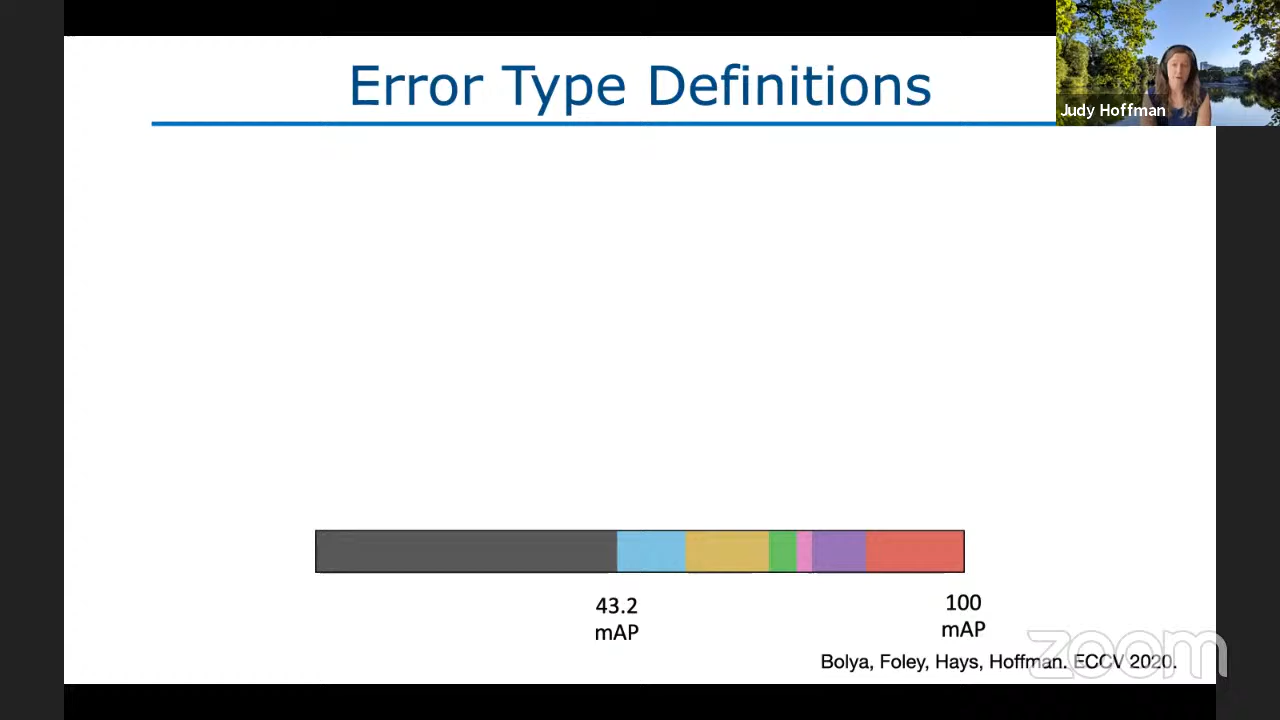 Error Type Definitions
Judy Hoffman
43.2
mAP
100
mAP
Bolya, Foley, Hays, Hoffman. ECCV 2020.
zoom